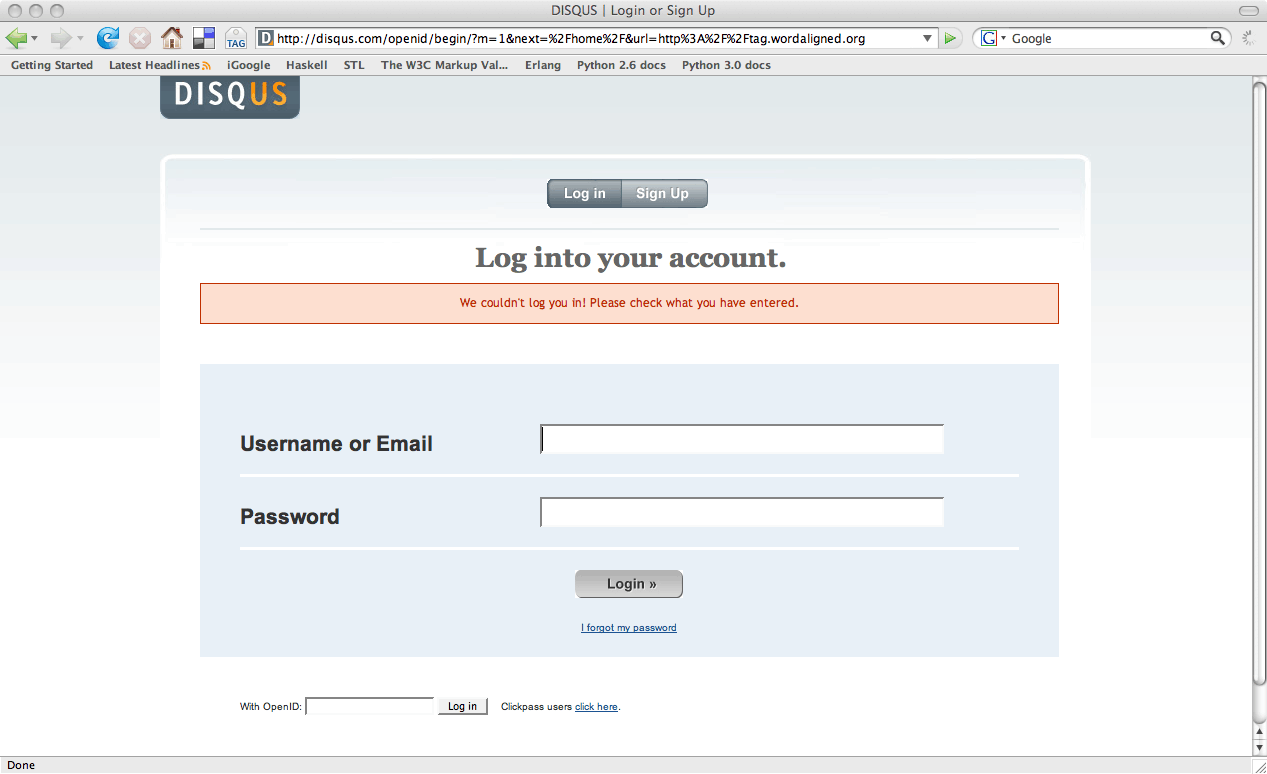 DISQUS | Login or Sign Up
TAG
D http://disqus.com/openid/begin/?m=1&next=%2Fhome%2F&url=http%3A%2F%2Ftag.wordaligned.org
G Google
Getting Started Latest Headlines iGoogle Haskell STL The W3C Markup Val... Erlang Python 2.6 docs Python 3.0 docs
DISQUS
Log in Sign Up
Log into your account.
We couldn't log you in! Please check what you have entered.
Username or Email
Password
Login »
I forgot my password
With OpenID: Log in Clickpass users click here.
Done